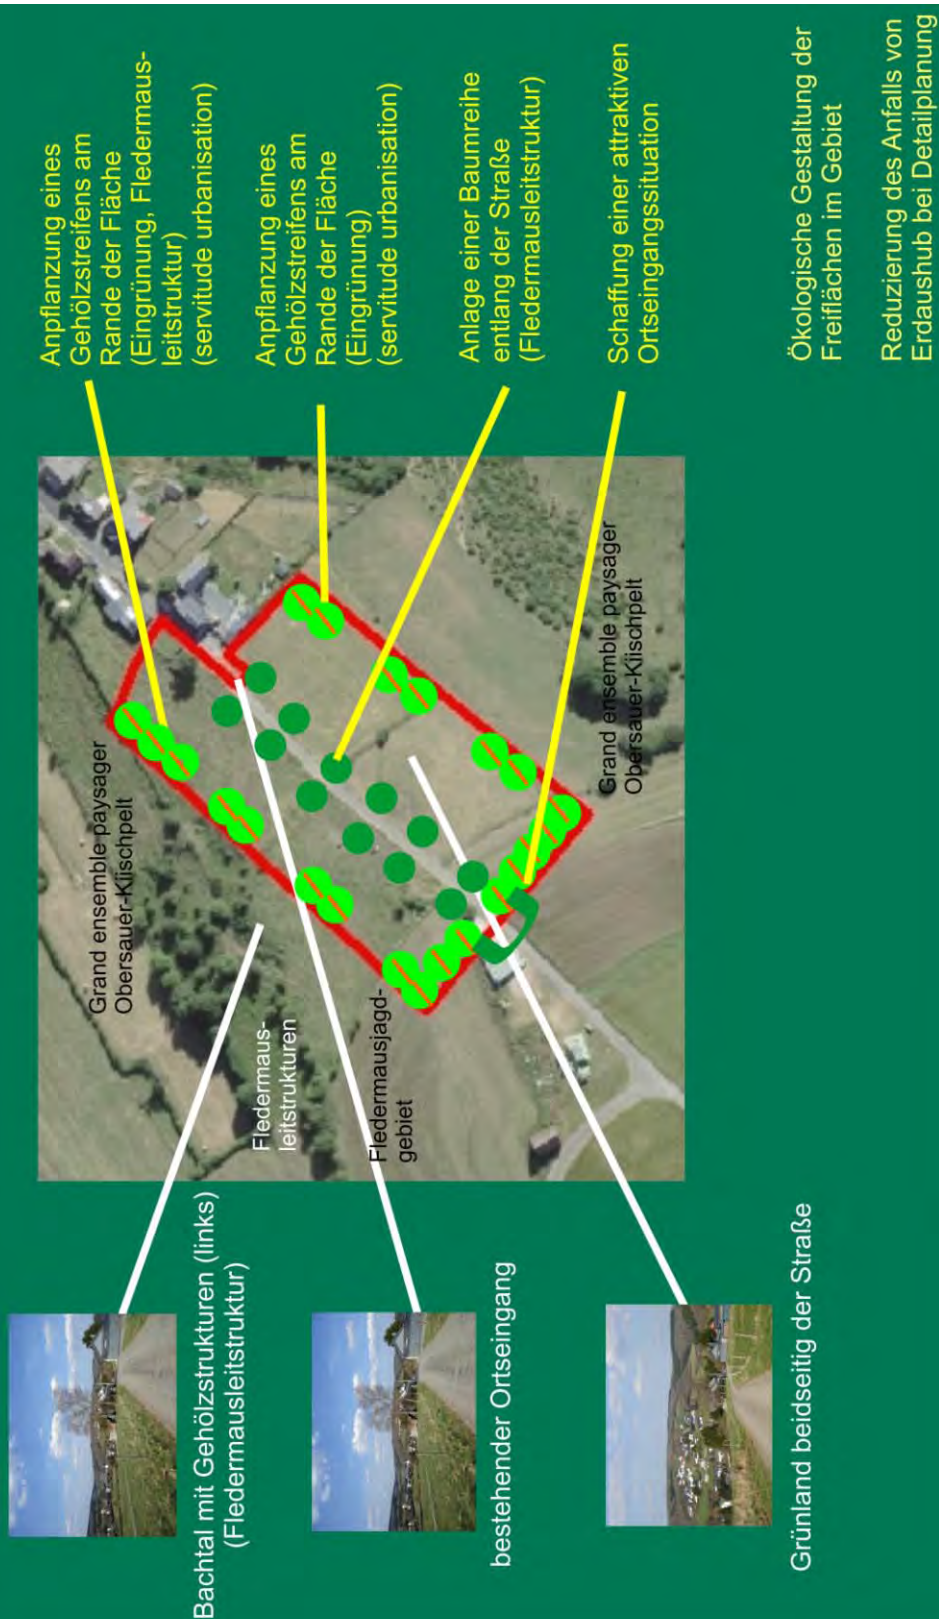 Bachtal mit Gehölzstrukturen (links)
(Fledermausleitstruktur)
bestehender Ortseingang
Grünland beidseitig der Straße
Grand ensemble paysager
Obersauer-Kiischpelt
Fledermaus-
leitstrukturen
Fledermausjagd-
gebiet
Grand ensemble paysager
Obersauer-Kiischpelt
Anpflanzung eines
Gehölzstreifens am
Rande der Fläche
(Eingrünung, Fledermaus-
leitstruktur)
(servitude urbanisation)
Anpflanzung eines
Gehölzstreifens am
Rande der Fläche
(Eingrünung)
(servitude urbanisation)
Anlage einer Baumreihe
entlang der Straße
(Fledermausleitstruktur)
Schaffung einer attraktiven
Ortseingangssituation
Ökologische Gestaltung der
Freiflächen im Gebiet
Reduzierung des Anfalls von
Erdaushub bei Detailplanung